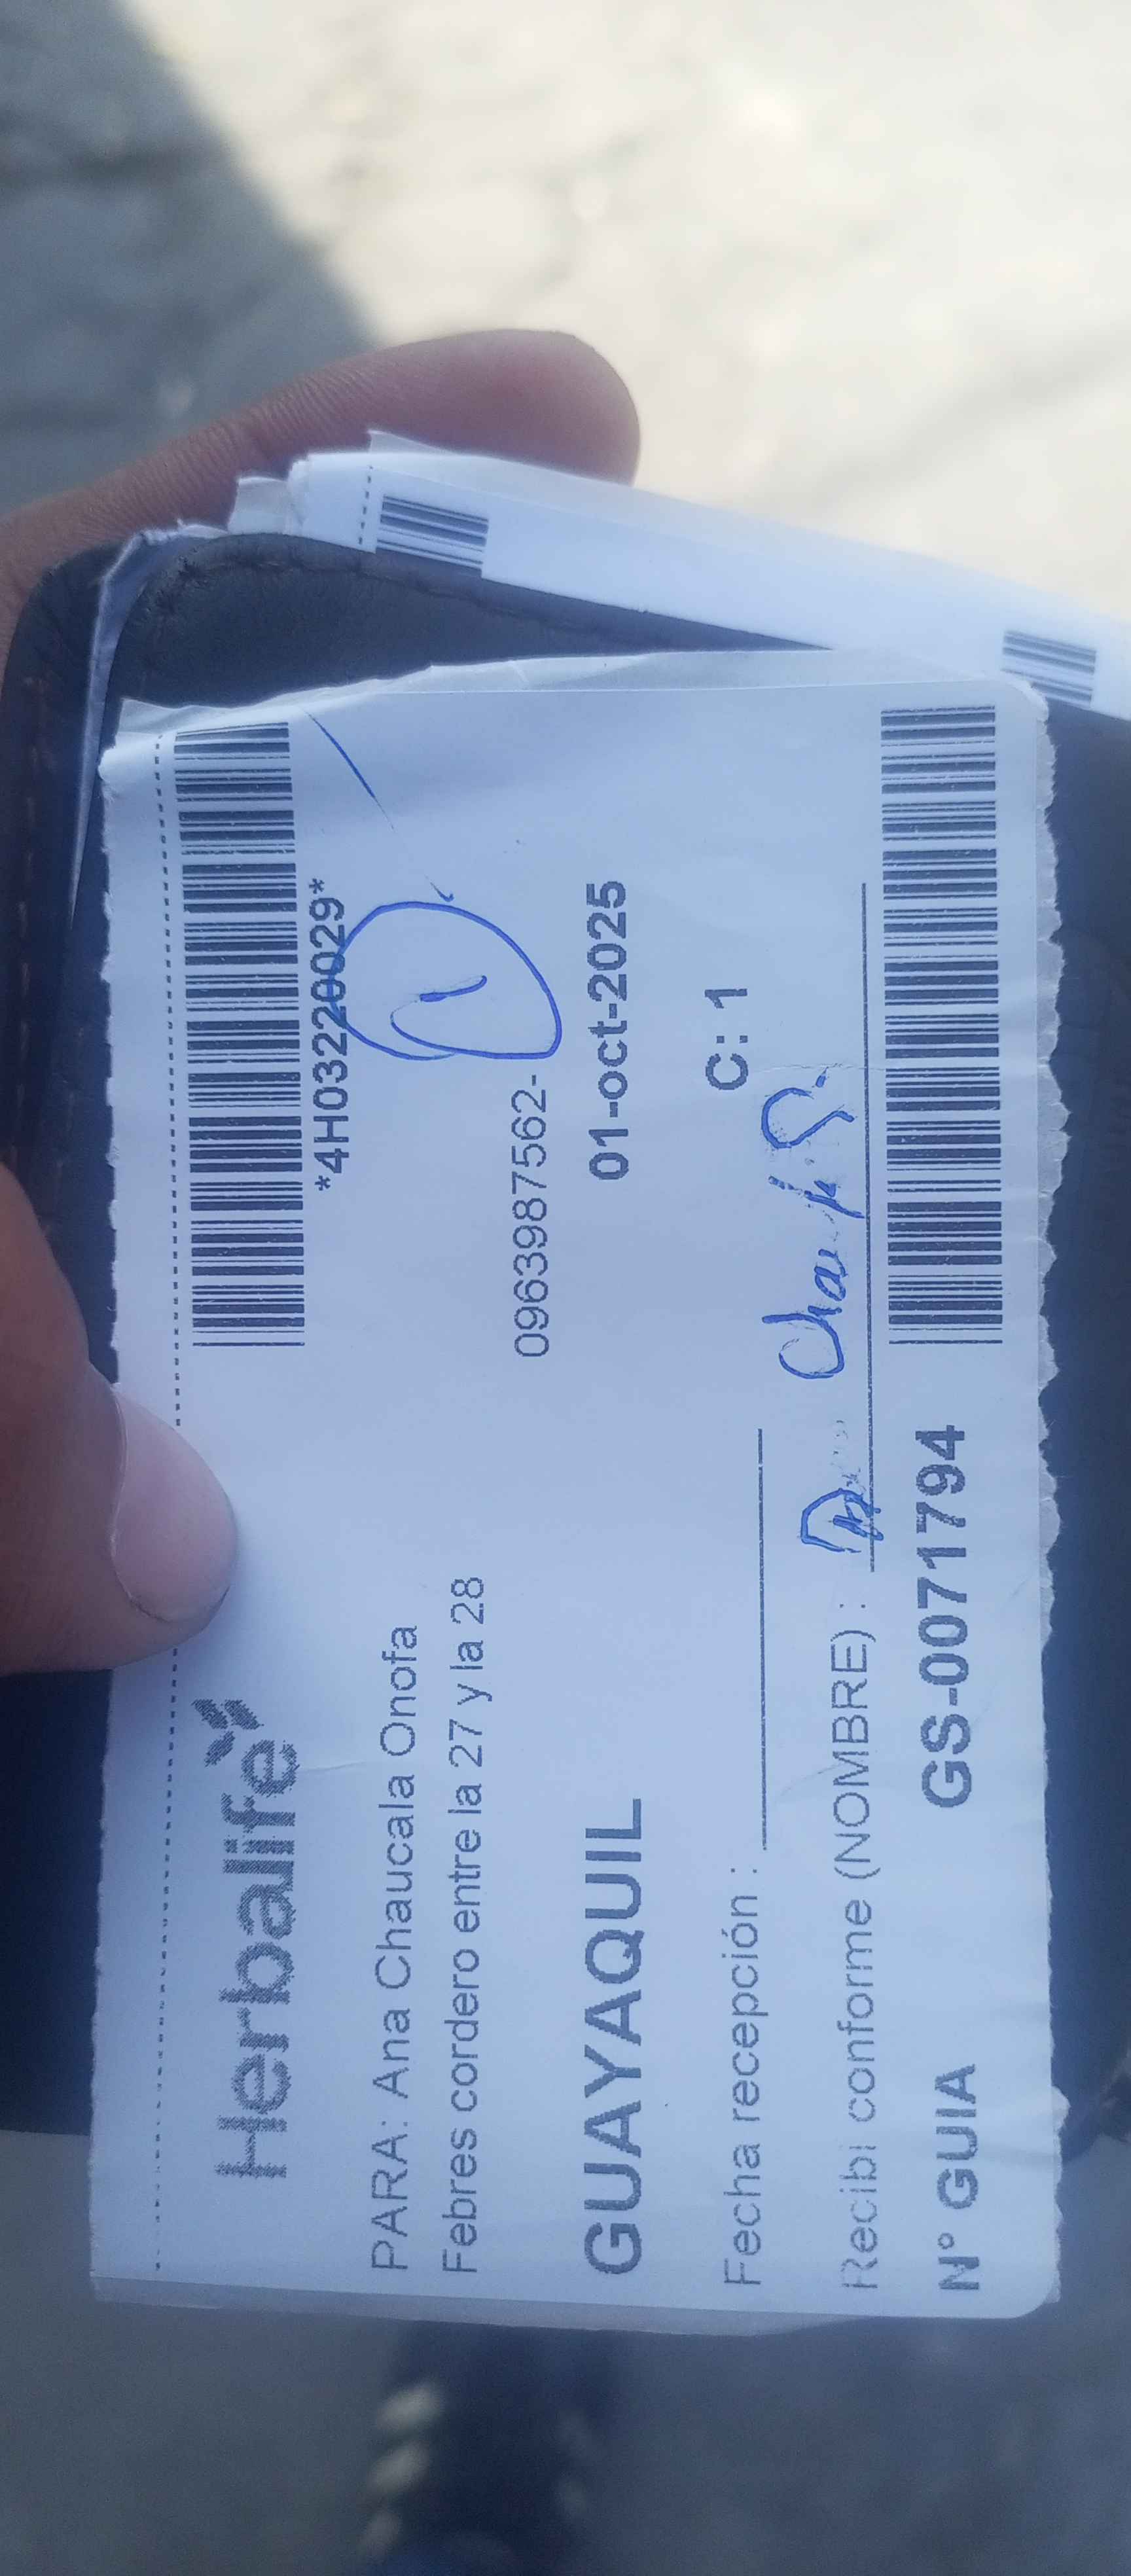 Herbalife
*4H03220029*
PARA: Ana Chaucala Onofa
Febres cordero entre la 27 y la 28
0963987562-
GUAYAQUIL
01-oct-2025
C: 1
Fecha recepción :
Recibi conforme (NOMBRE) :
N° GUIA
GS-0071794